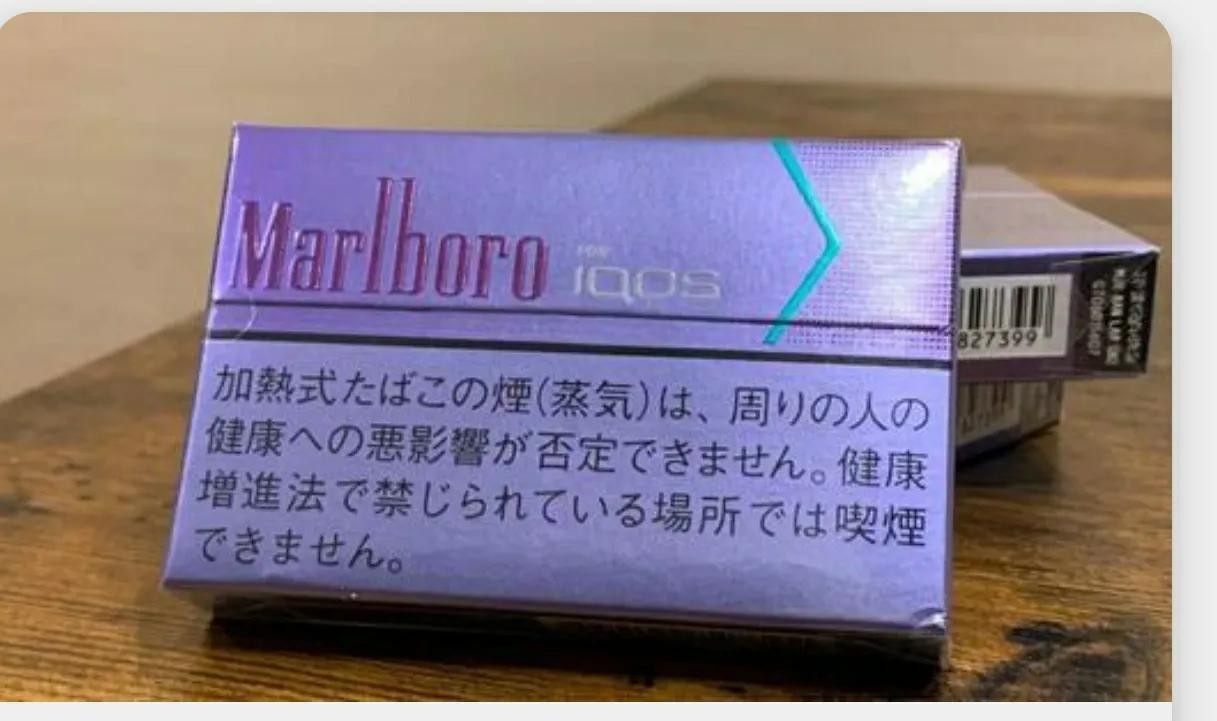 Marlboro
FOR
IQOS
加熱式たばこの煙(蒸気)は、周りの人の
健康への悪影響が否定できません。健康
増進法で禁じられている場所では喫煙
できません。
827399